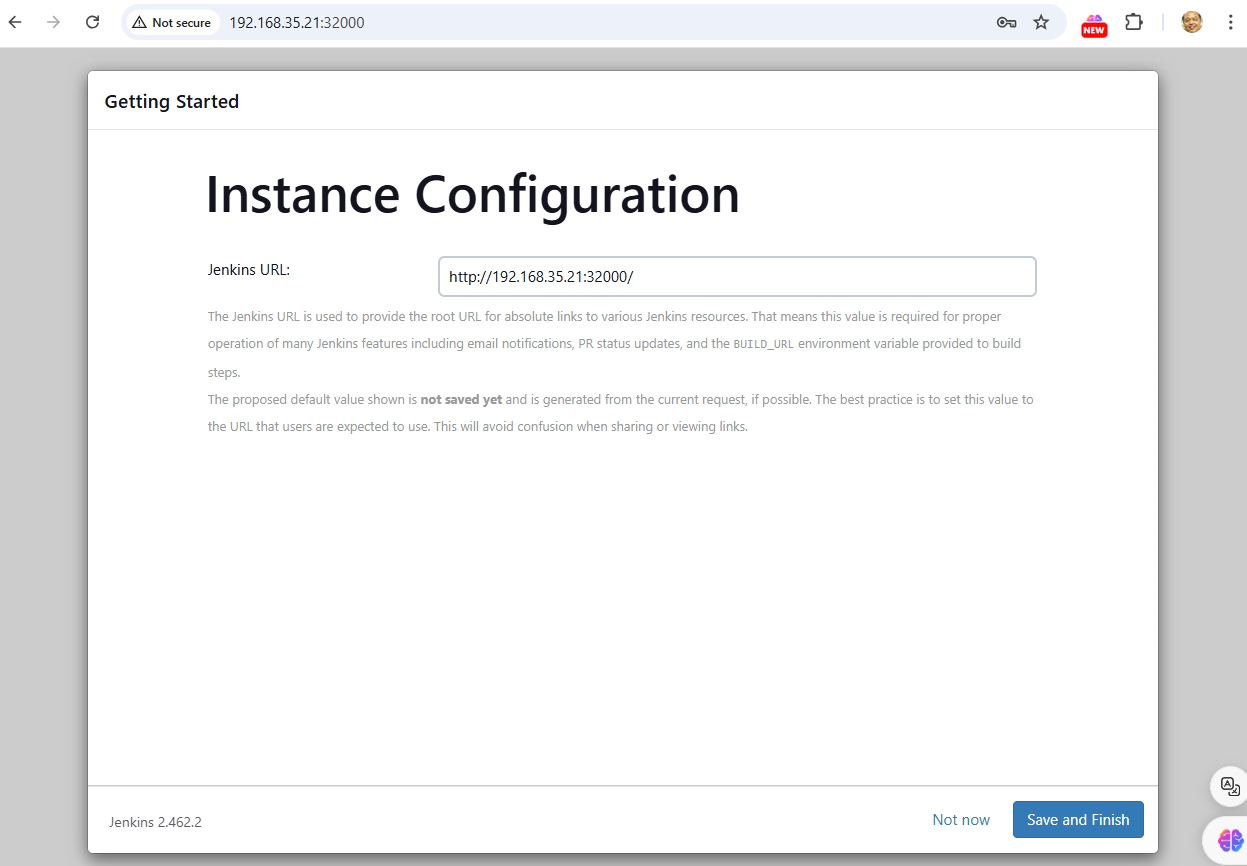 Not secure
192.168.35.21:32000
NEW
Getting Started
Instance Configuration
Jenkins URL:
http://192.168.35.21:32000/
The Jenkins URL is used to provide the root URL for absolute links to various Jenkins resources. That means this value is required for proper
operation of many Jenkins features including email notifications, PR status updates, and the BUILD_URL environment variable provided to build
steps.
The proposed default value shown is not saved yet and is generated from the current request, if possible. The best practice is to set this value to
the URL that users are expected to use. This will avoid confusion when sharing or viewing links.
Jenkins 2.462.2
Not now
Save and Finish